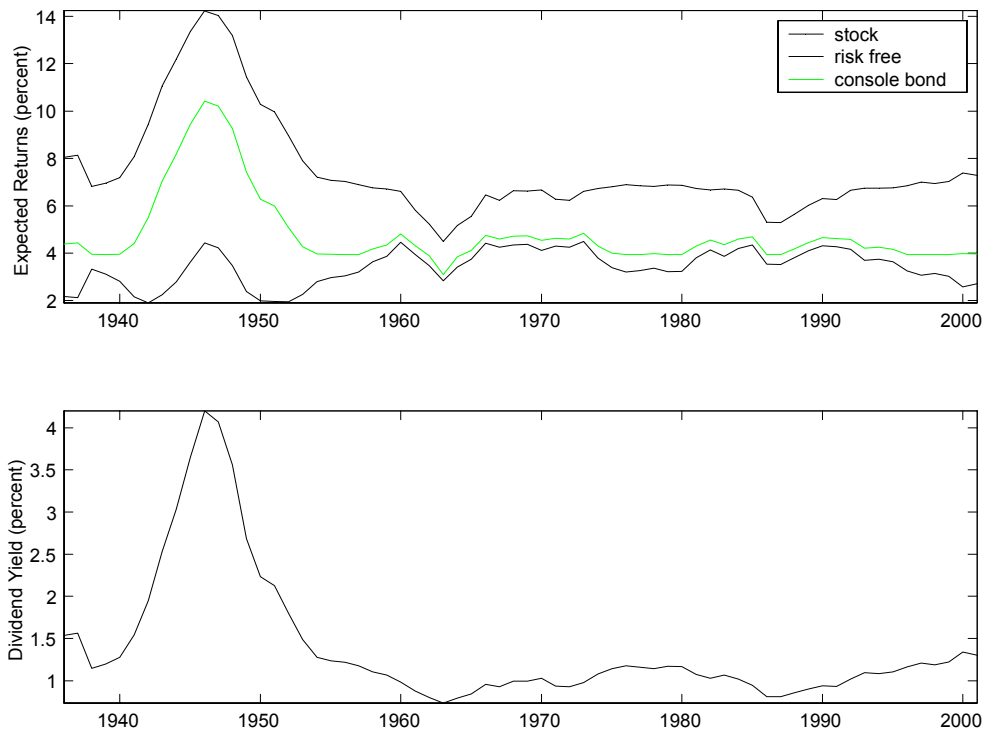 Expected Returns (percent)
14
12
10
8
6
4
2
stock
risk free
console bond
1940 1950 1960 1970 1980 1990 2000
Dividend Yield (percent)
4
3.5
3
2.5
2
1.5
1
1940 1950 1960 1970 1980 1990 2000